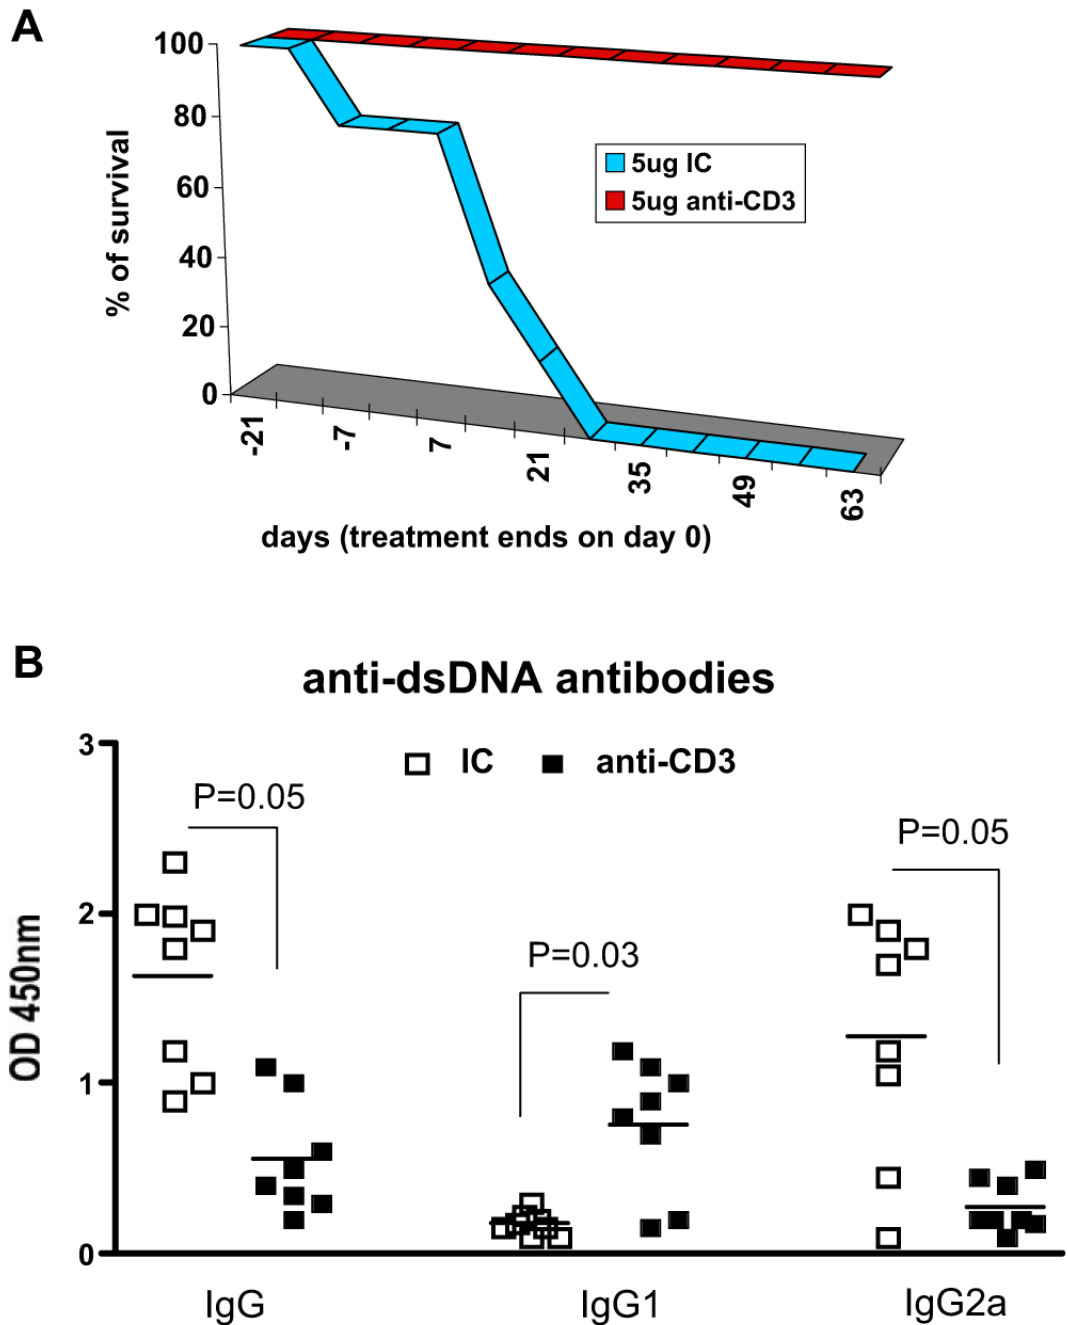 A
100
80
60
40
20
0
% of survival
5ug IC
5ug anti-CD3
-21
-7
7
21
35
49
63
days (treatment ends on day 0)
B
anti-dsDNA antibodies
IC
anti-CD3
3
2
1
0
OD 450nm
P=0.05
P=0.03
P=0.05
IgG
IgG1
IgG2a